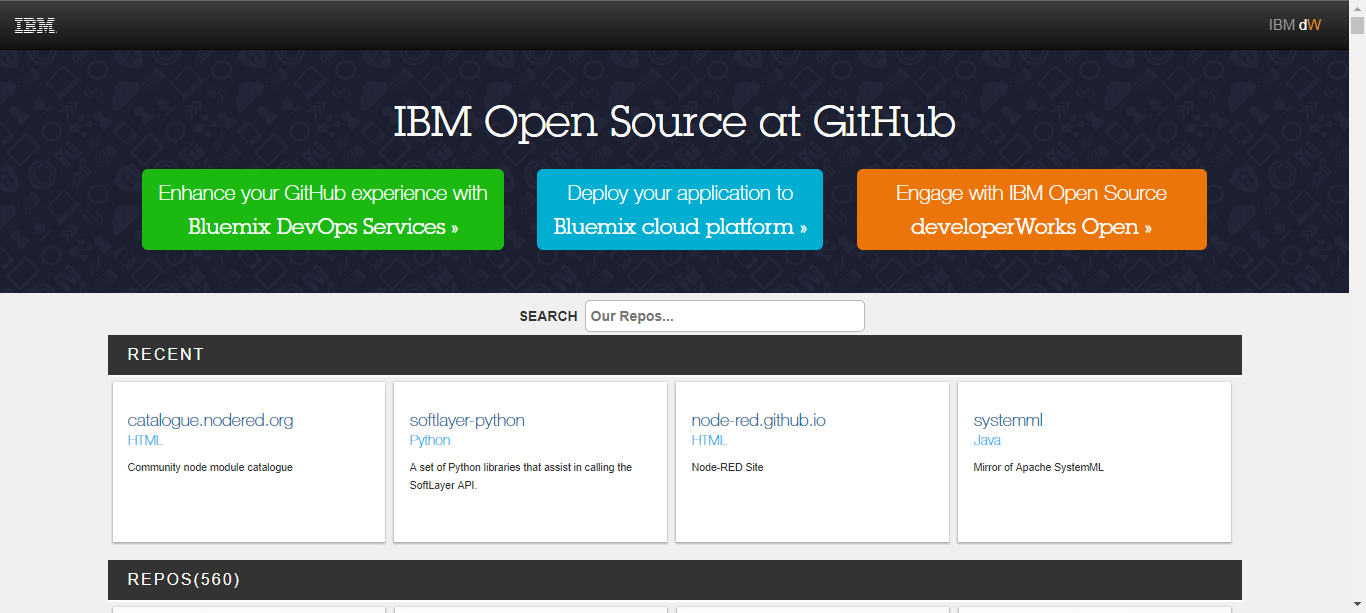 IBM
IBM dW
IBM Open Source at GitHub
Enhance your GitHub experience with
Bluemix DevOps Services »
Deploy your application to
Bluemix cloud platform »
Engage with IBM Open Source
developerWorks Open »
SEARCH Our Repos...
RECENT
catalogue.nodered.org
HTML
Community node module catalogue
softlayer-python
Python
A set of Python libraries that assist in calling the
SoftLayer API.
node-red.github.io
HTML
Node-RED Site
systemml
Java
Mirror of Apache SystemML
REPOS(560)